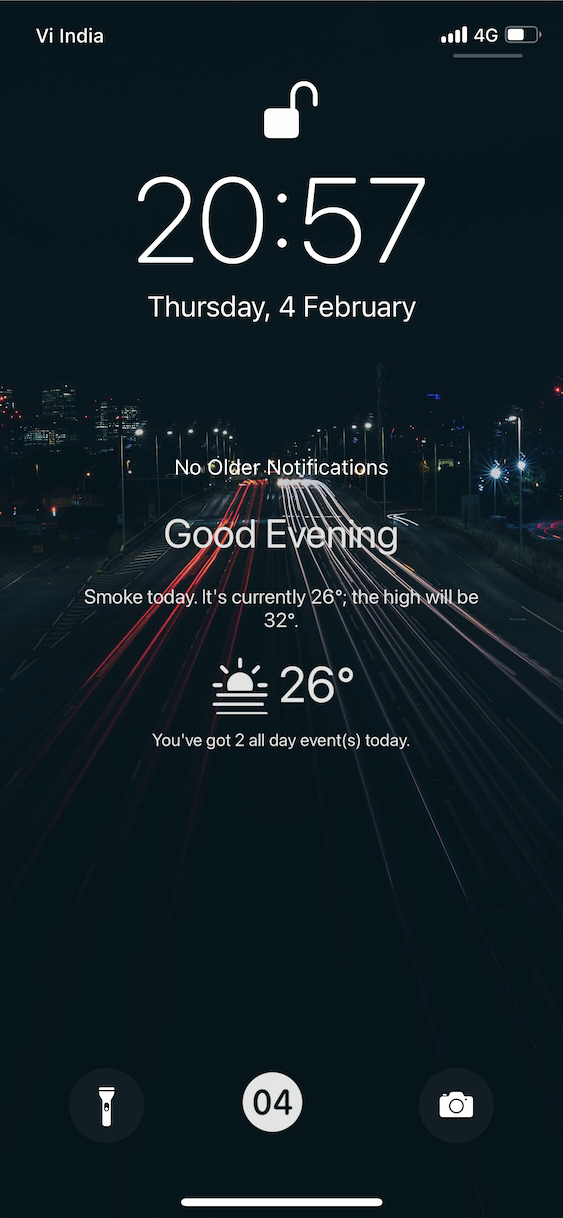 Vi India
4G
20:57
Thursday, 4 February
No Older Notifications
Good Evening
Smoke today. It's currently 26°; the high will be
32°.
26°
You've got 2 all day event(s) today.
04